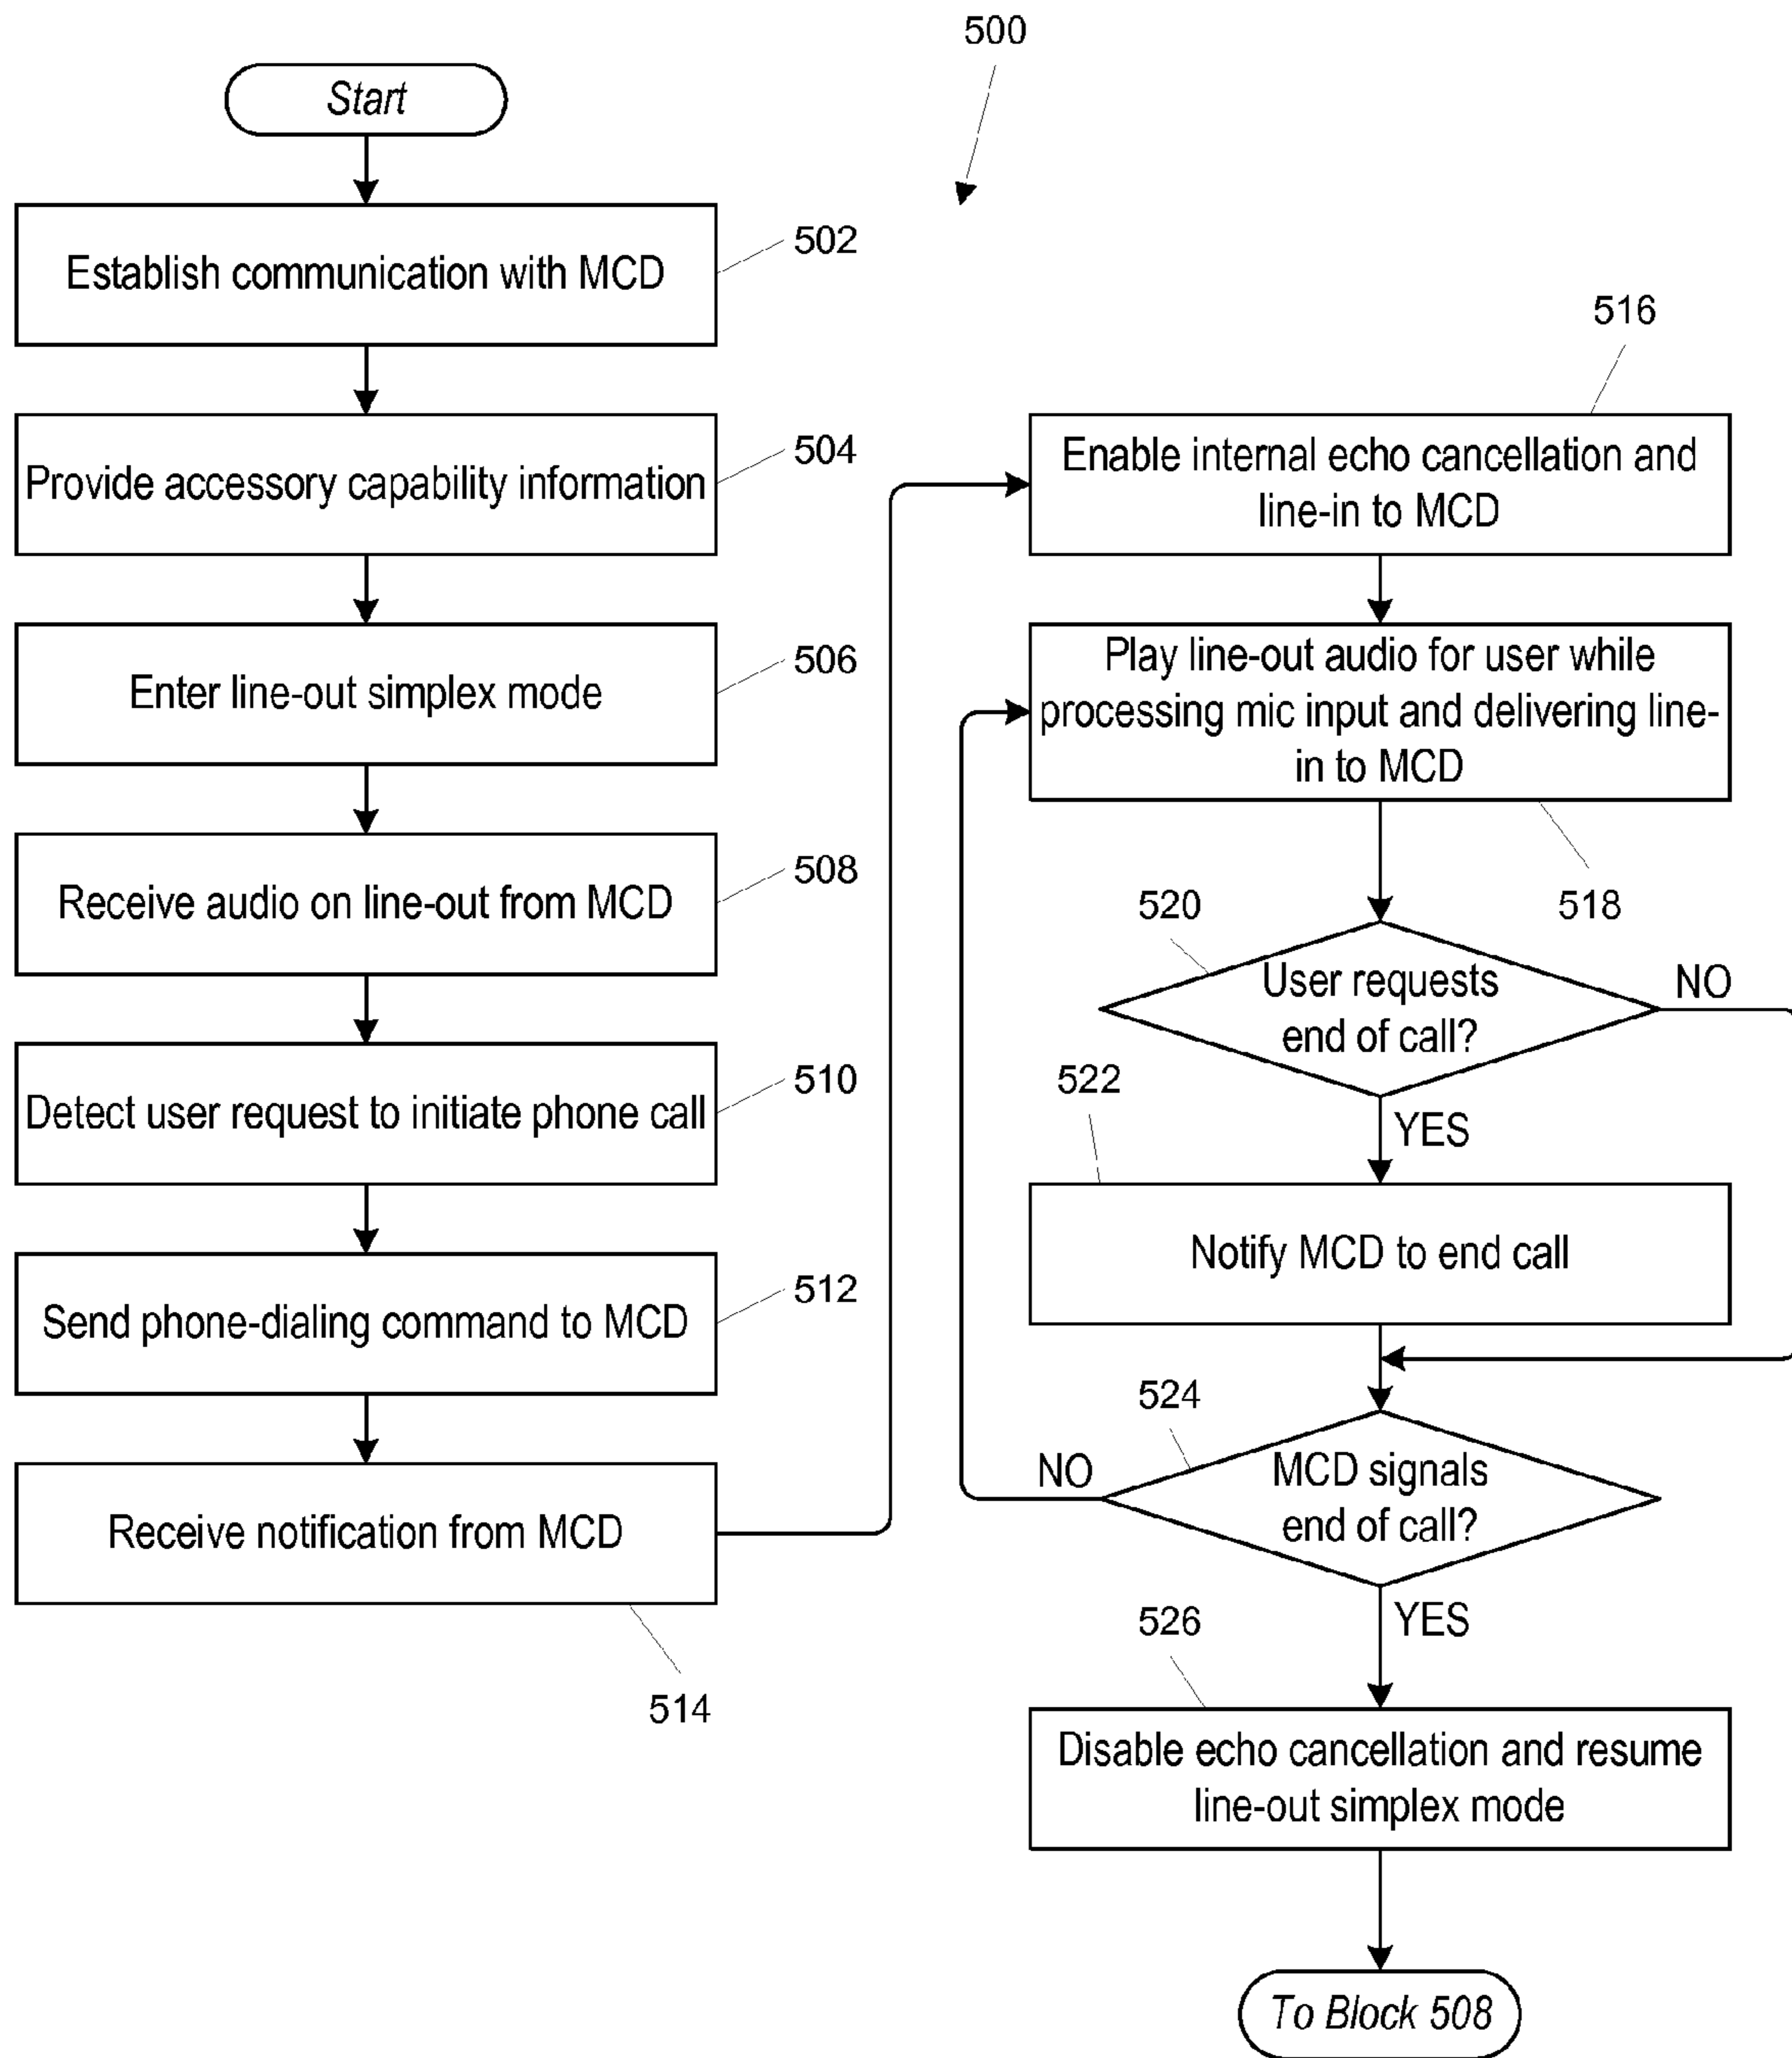 500
Start
502
Establish communication with MCD
504
Provide accessory capability information
506
Enter line-out simplex mode
508
Receive audio on line-out from MCD
510
Detect user request to initiate phone call
512
Send phone-dialing command to MCD
Receive notification from MCD
514
516
Enable internal echo cancellation and
line-in to MCD
Play line-out audio for user while
processing mic input and delivering line-
in to MCD
518
520
User requests
end of call?
NO
YES
522
Notify MCD to end call
524
MCD signals
end of call?
NO
YES
526
Disable echo cancellation and resume
line-out simplex mode
To Block 508